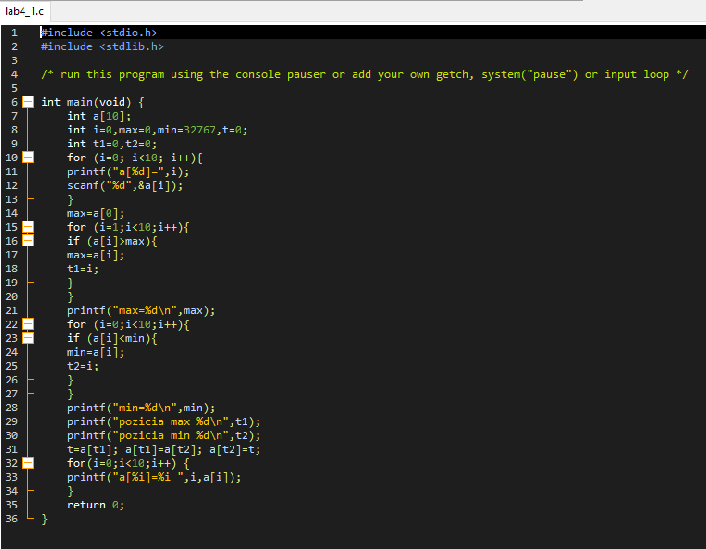 lab4_1.c
1 #include <stdio.h>
2 #include <stdlib.h>
3
4 /* run this program using the console pauser or add your own getch, system("pause") or input loop */
5
6 int main(void) {
7 int a[10];
8 int i=0,max=0,min=32767,t=0;
9 int t1=0,t2=0;
10 for (i=0; i<10; i++){
11 printf("a[%d]=",i);
12 scanf("%d",&a[i]);
13 }
14 max=a[0];
15 for (i=1;i<10;i++){
16 if (a[i]>max){
17 max=a[i];
18 t1=i;
19 }
20 }
21 printf("max=%d\n",max);
22 for (i=0;i<10;i++){
23 if (a[i]<min){
24 min=a[i];
25 t2=i;
26 }
27 }
28 printf("min=%d\n",min);
29 printf("pozicia max %d\n",t1);
30 printf("pozicia min %d\n",t2);
31 t=a[t1]; a[t1]=a[t2]; a[t2]=t;
32 for(i=0;i<10;i++) {
33 printf("a[%i]=%i ",i,a[i]);
34 }
35 return 0;
36 }